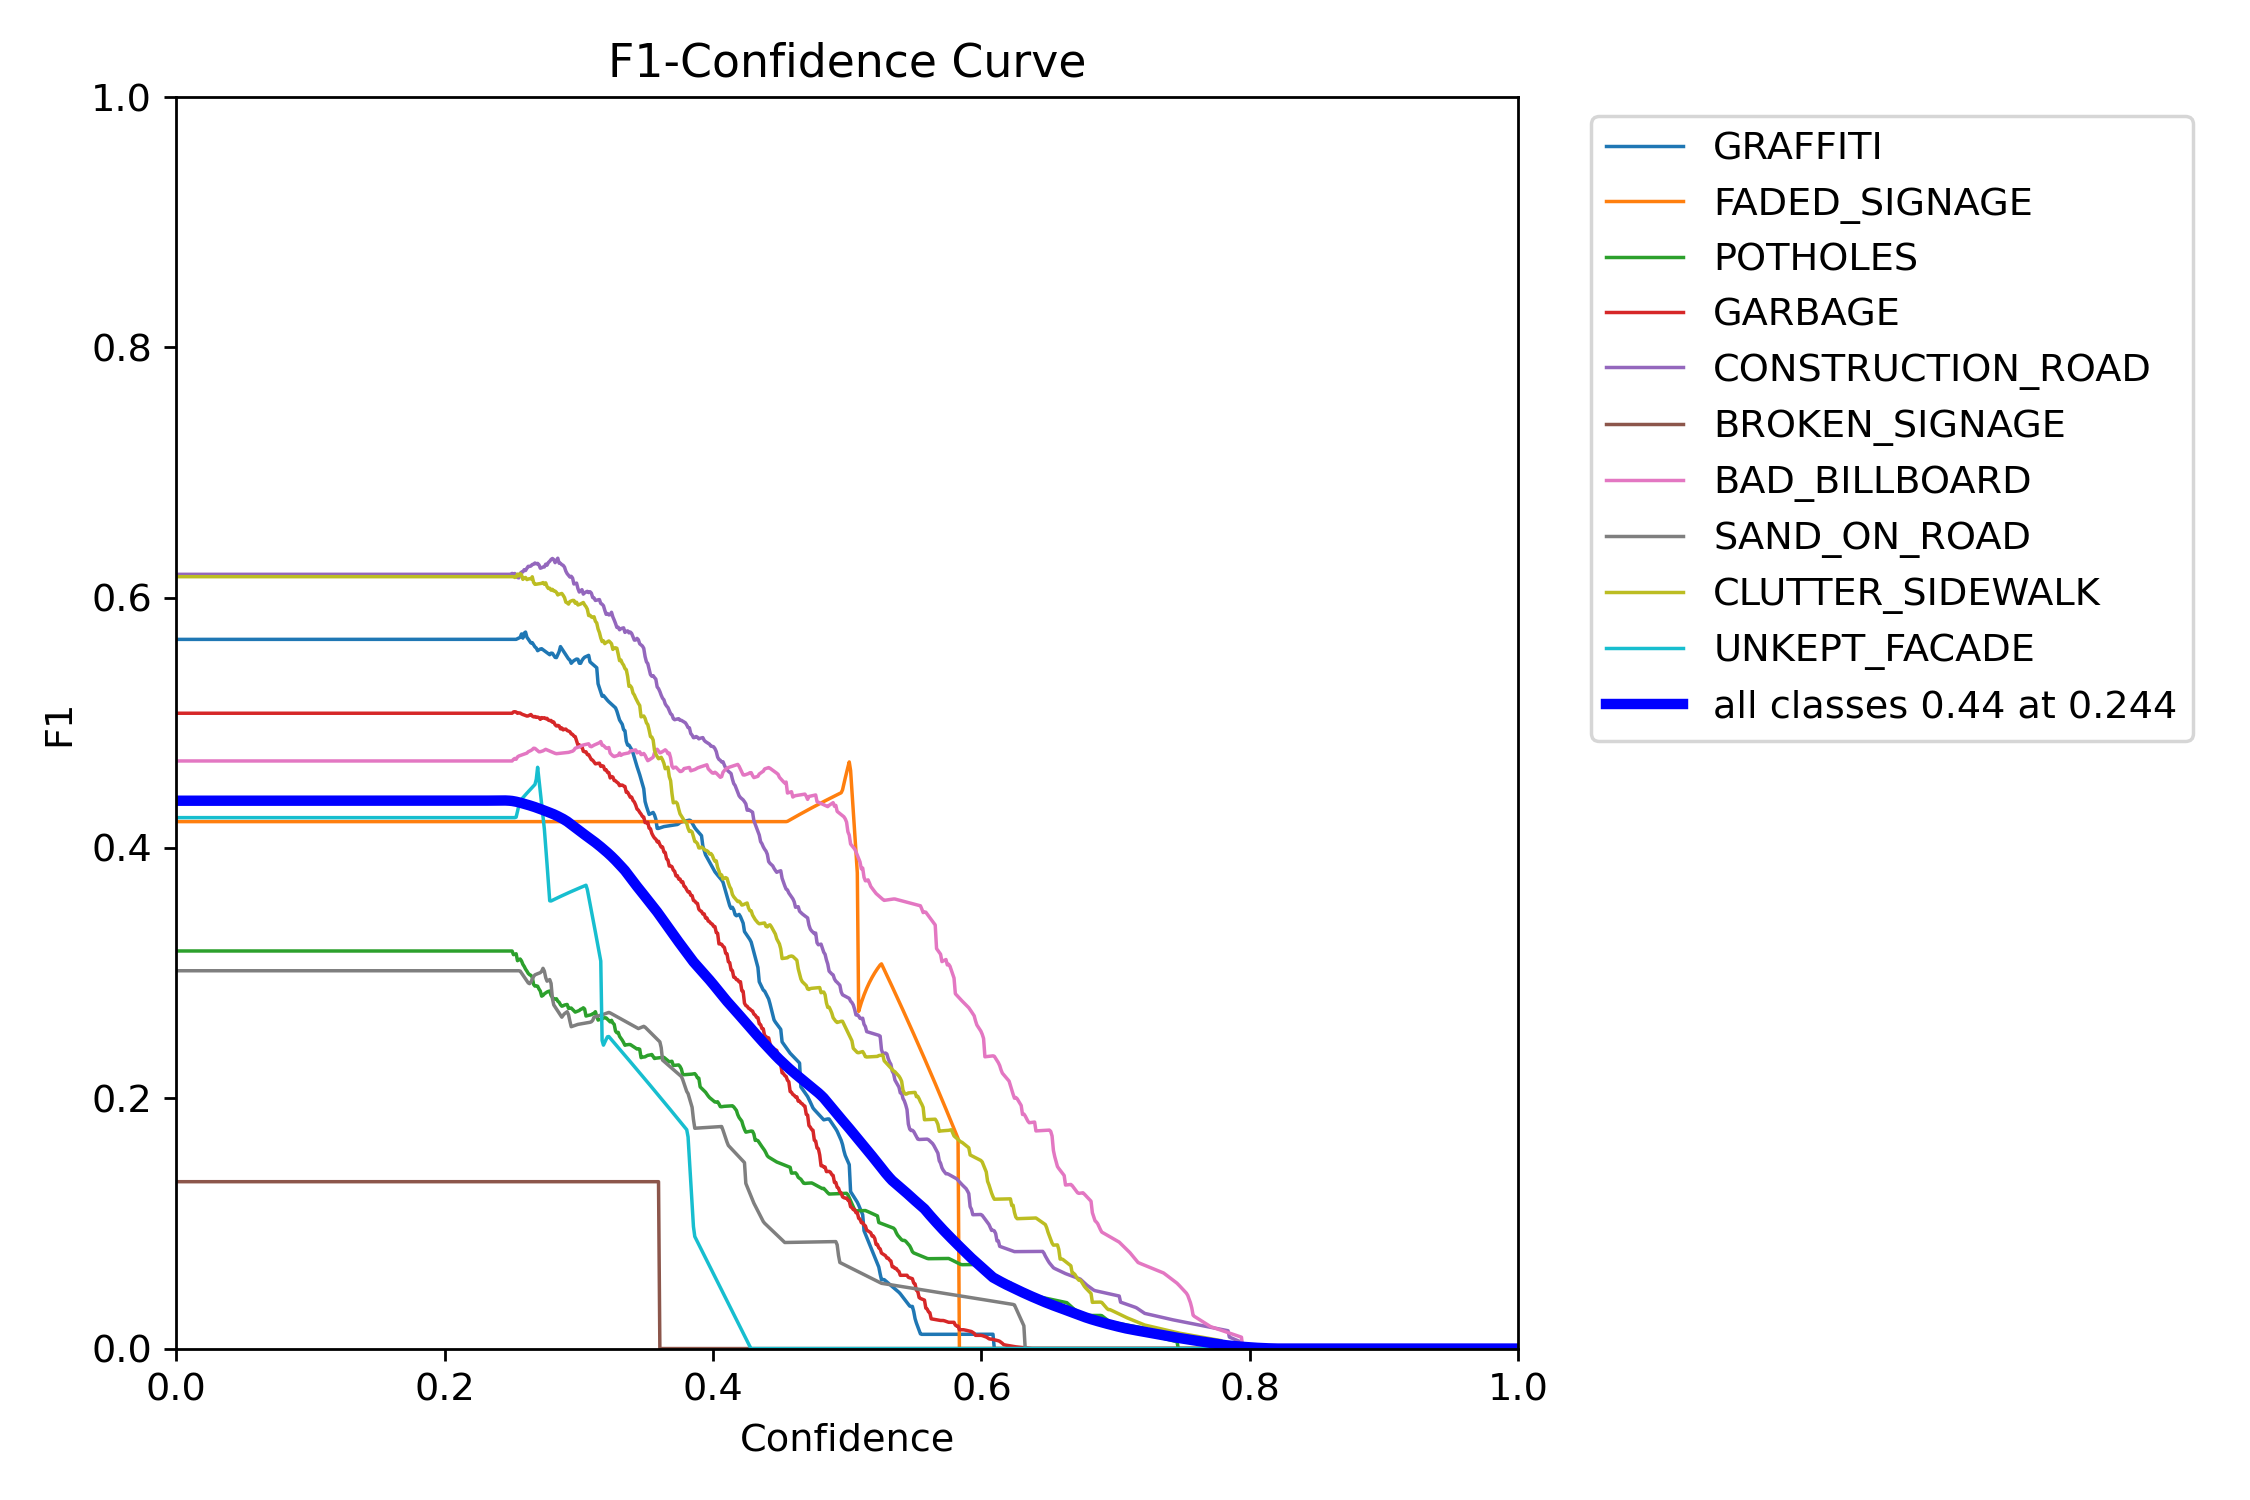 F1-Confidence Curve
1.0
0.8
0.6
0.4
0.2
0.0
F1
0.0 0.2 0.4 0.6 0.8 1.0
Confidence
GRAFFITI
FADED_SIGNAGE
POTHOLES
GARBAGE
CONSTRUCTION_ROAD
BROKEN_SIGNAGE
BAD_BILLBOARD
SAND_ON_ROAD
CLUTTER_SIDEWALK
UNKEPT_FACADE
all classes 0.44 at 0.244